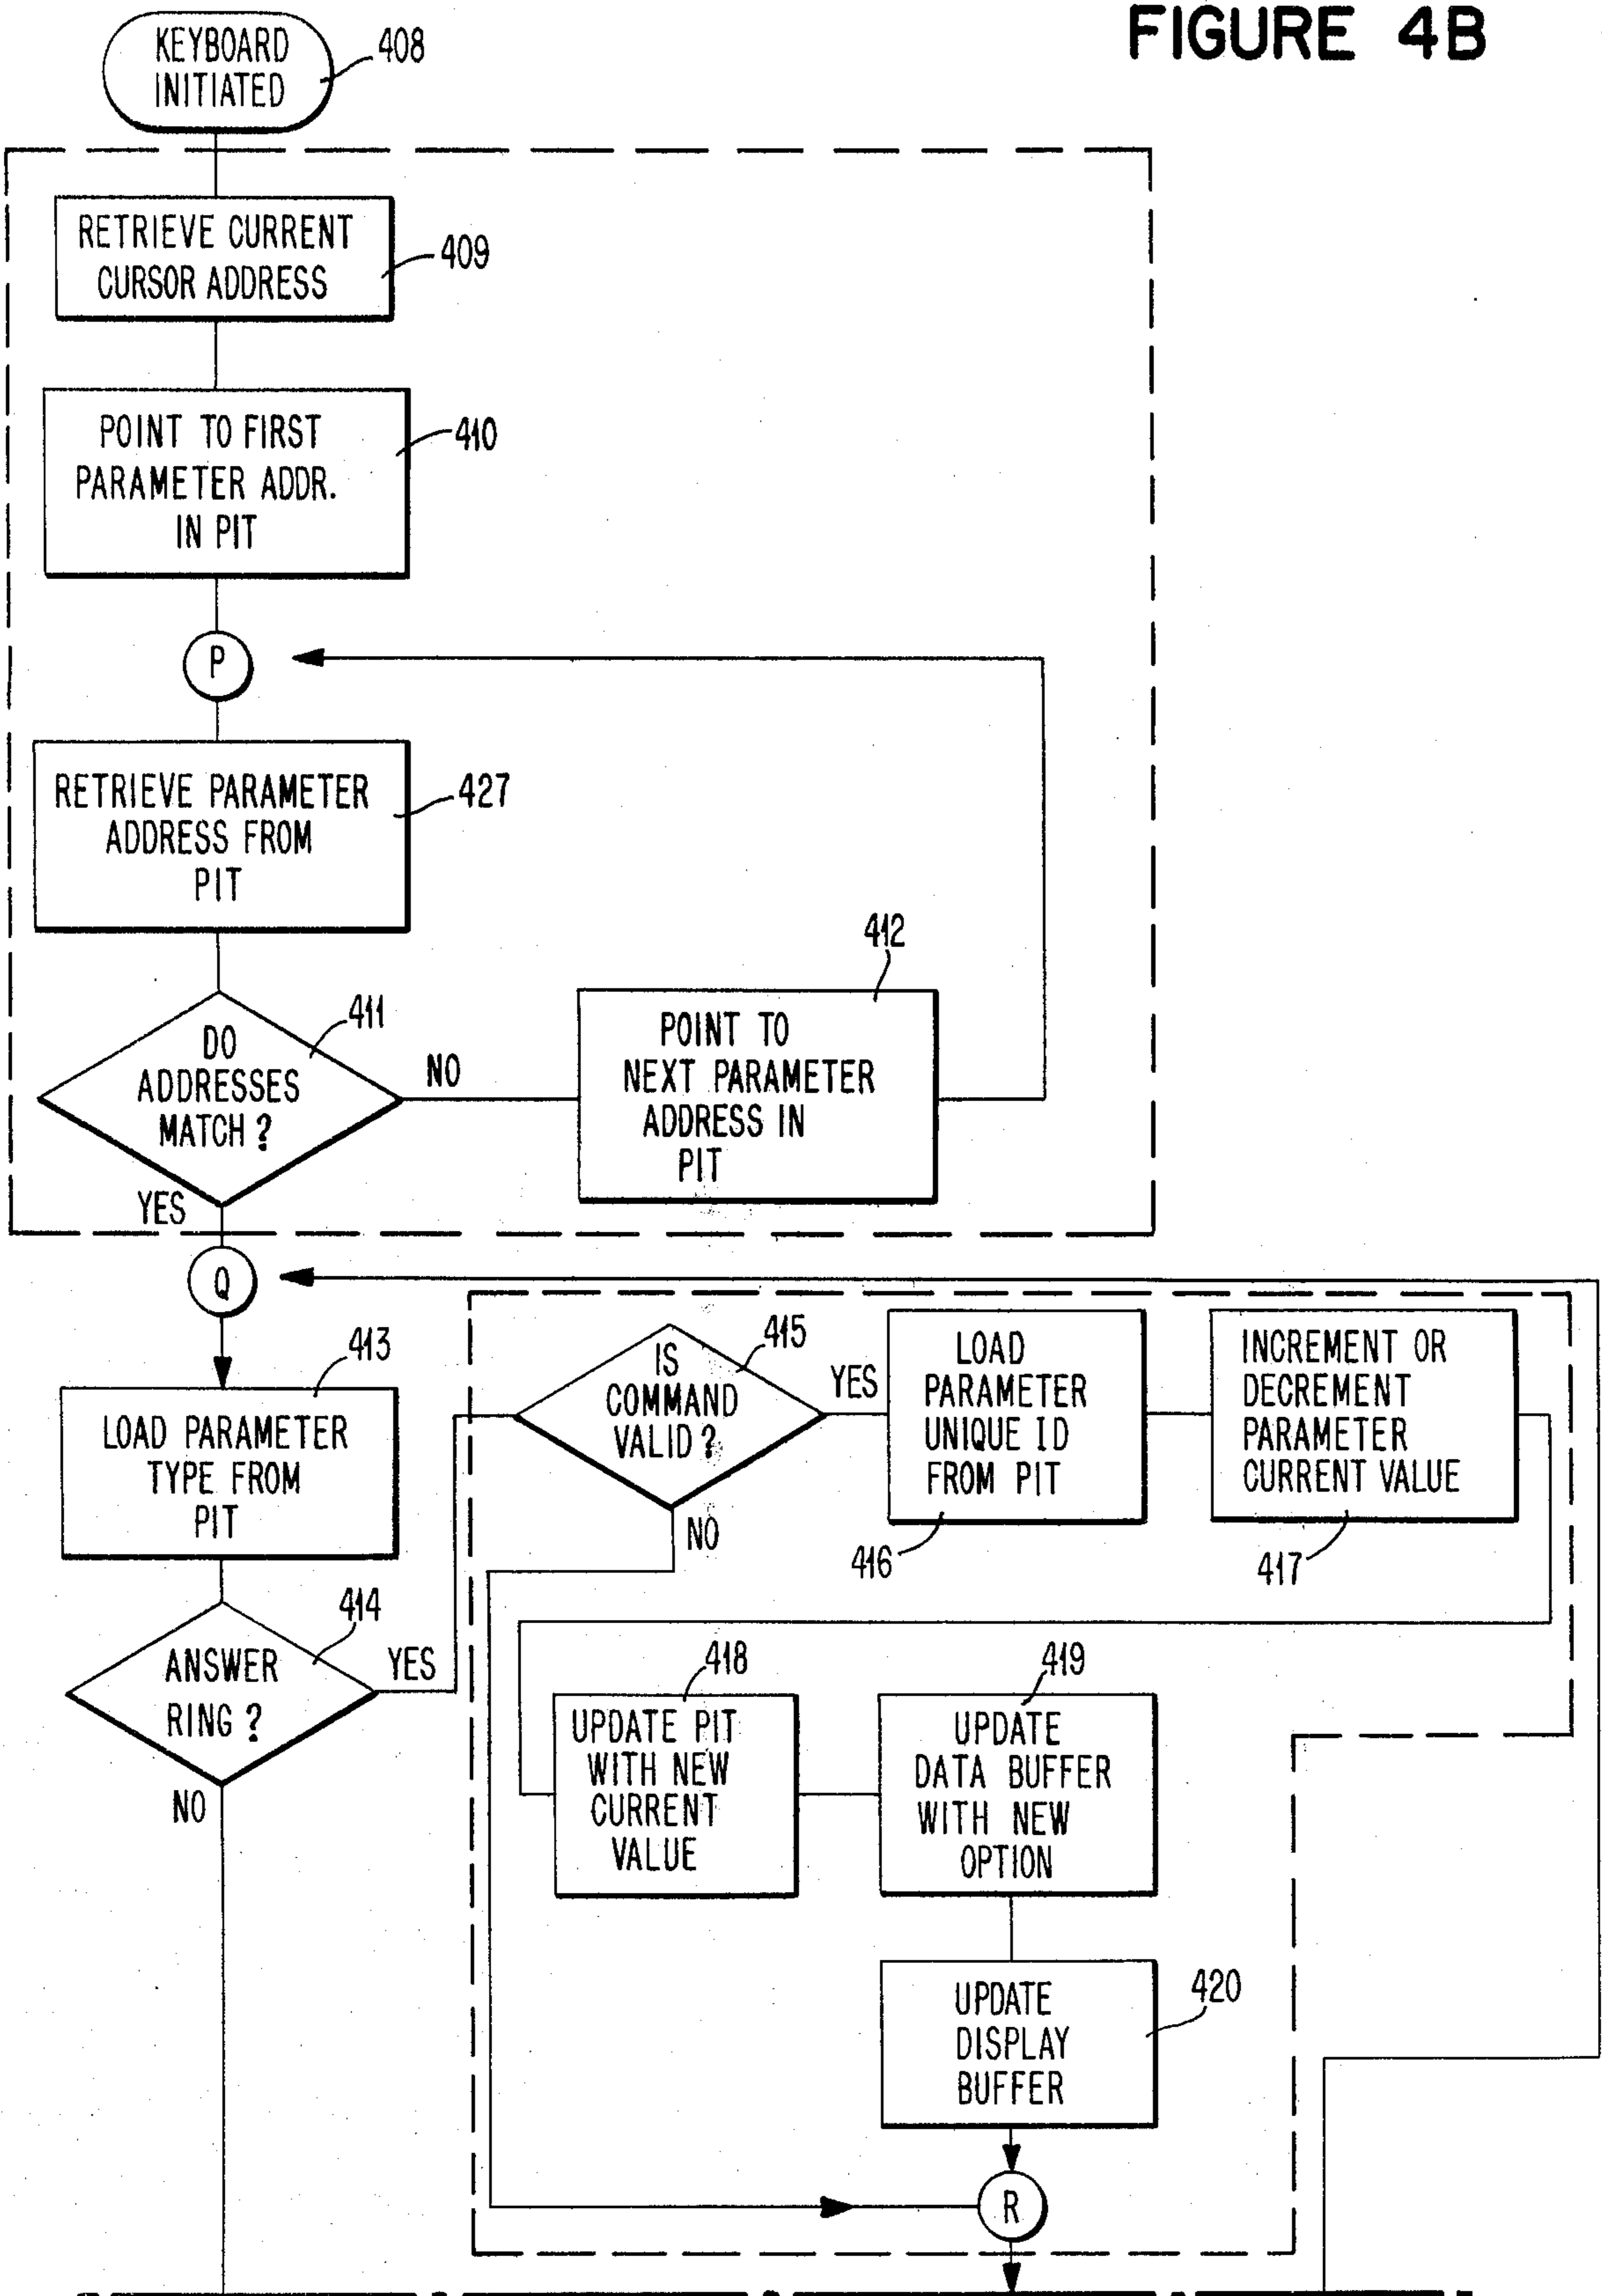 FIGURE 4B
KEYBOARD
INITIATED
408
RETRIEVE CURRENT
CURSOR ADDRESS
409
POINT TO FIRST
PARAMETER ADDR.
IN PIT
410
P
RETRIEVE PARAMETER
ADDRESS FROM
PIT
427
DO
ADDRESSES
MATCH ?
411
NO
POINT TO
NEXT PARAMETER
ADDRESS IN
PIT
412
YES
Q
LOAD PARAMETER
TYPE FROM
PIT
413
ANSWER
RING ?
414
YES
NO
IS
COMMAND
VALID ?
415
YES
NO
LOAD
PARAMETER
UNIQUE ID
FROM PIT
416
INCREMENT OR
DECREMENT
PARAMETER
CURRENT VALUE
417
UPDATE PIT
WITH NEW
CURRENT
VALUE
418
UPDATE
DATA BUFFER
WITH NEW
OPTION
419
UPDATE
DISPLAY
BUFFER
420
R